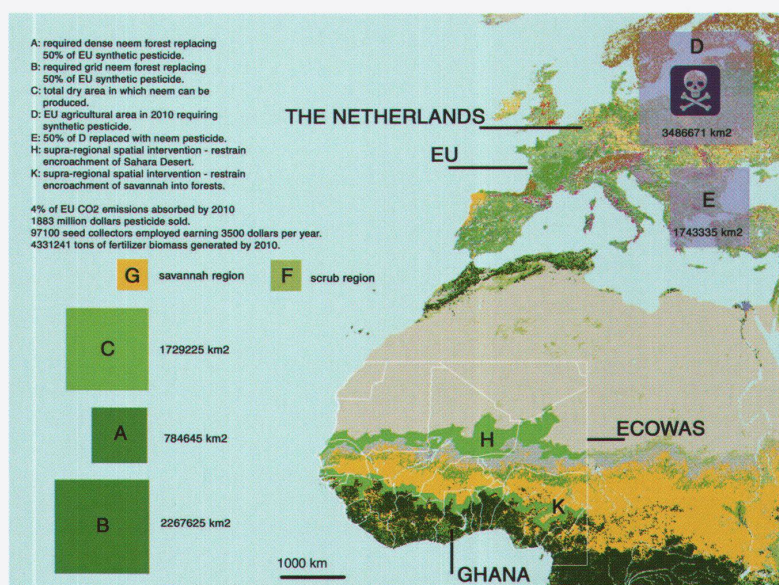 A: required dense neem forest replacing
50% of EU synthetic pesticide.
B: required grid neem forest replacing
50% of EU synthetic pesticide.
C: total dry area in which neem can be
produced.
D: EU agricultural area in 2010 requiring
synthetic pesticide.
E: 50% of D replaced with neem pesticide.
H: supra-regional spatial intervention - restrain
encroachment of Sahara Desert.
K: supra-regional spatial intervention - restrain
encroachment of savannah into forests.
4% of EU CO2 emissions absorbed by 2010
1883 million dollars pesticide sold.
97100 seed collectors employed earning 3500 dollars per year.
4331241 tons of fertilizer biomass generated by 2010.
D
3486671 km2
THE NETHERLANDS
EU
E
1743335 km2
G
savannah region
F
scrub region
C
1729225 km2
A
784645 km2
B
2267625 km2
H
ECOWAS
K
1000 km
GHANA